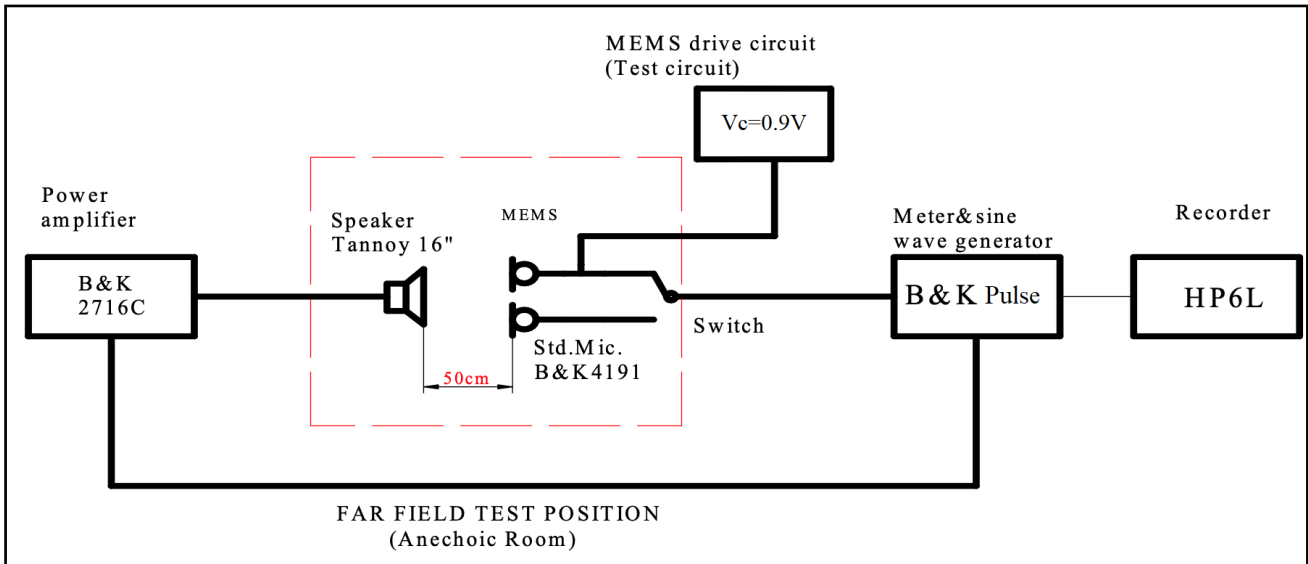 MEMS drive circuit
(Test circuit)
Vc=0.9V
Power
amplifier
B&K
2716C
Speaker
Tannoy 16"
MEMS
Std.Mic.
B&K4191
50cm
Switch
Meter&sine
wave generator
B&K Pulse
Recorder
HP6L
FAR FIELD TEST POSITION
(Anechoic Room)